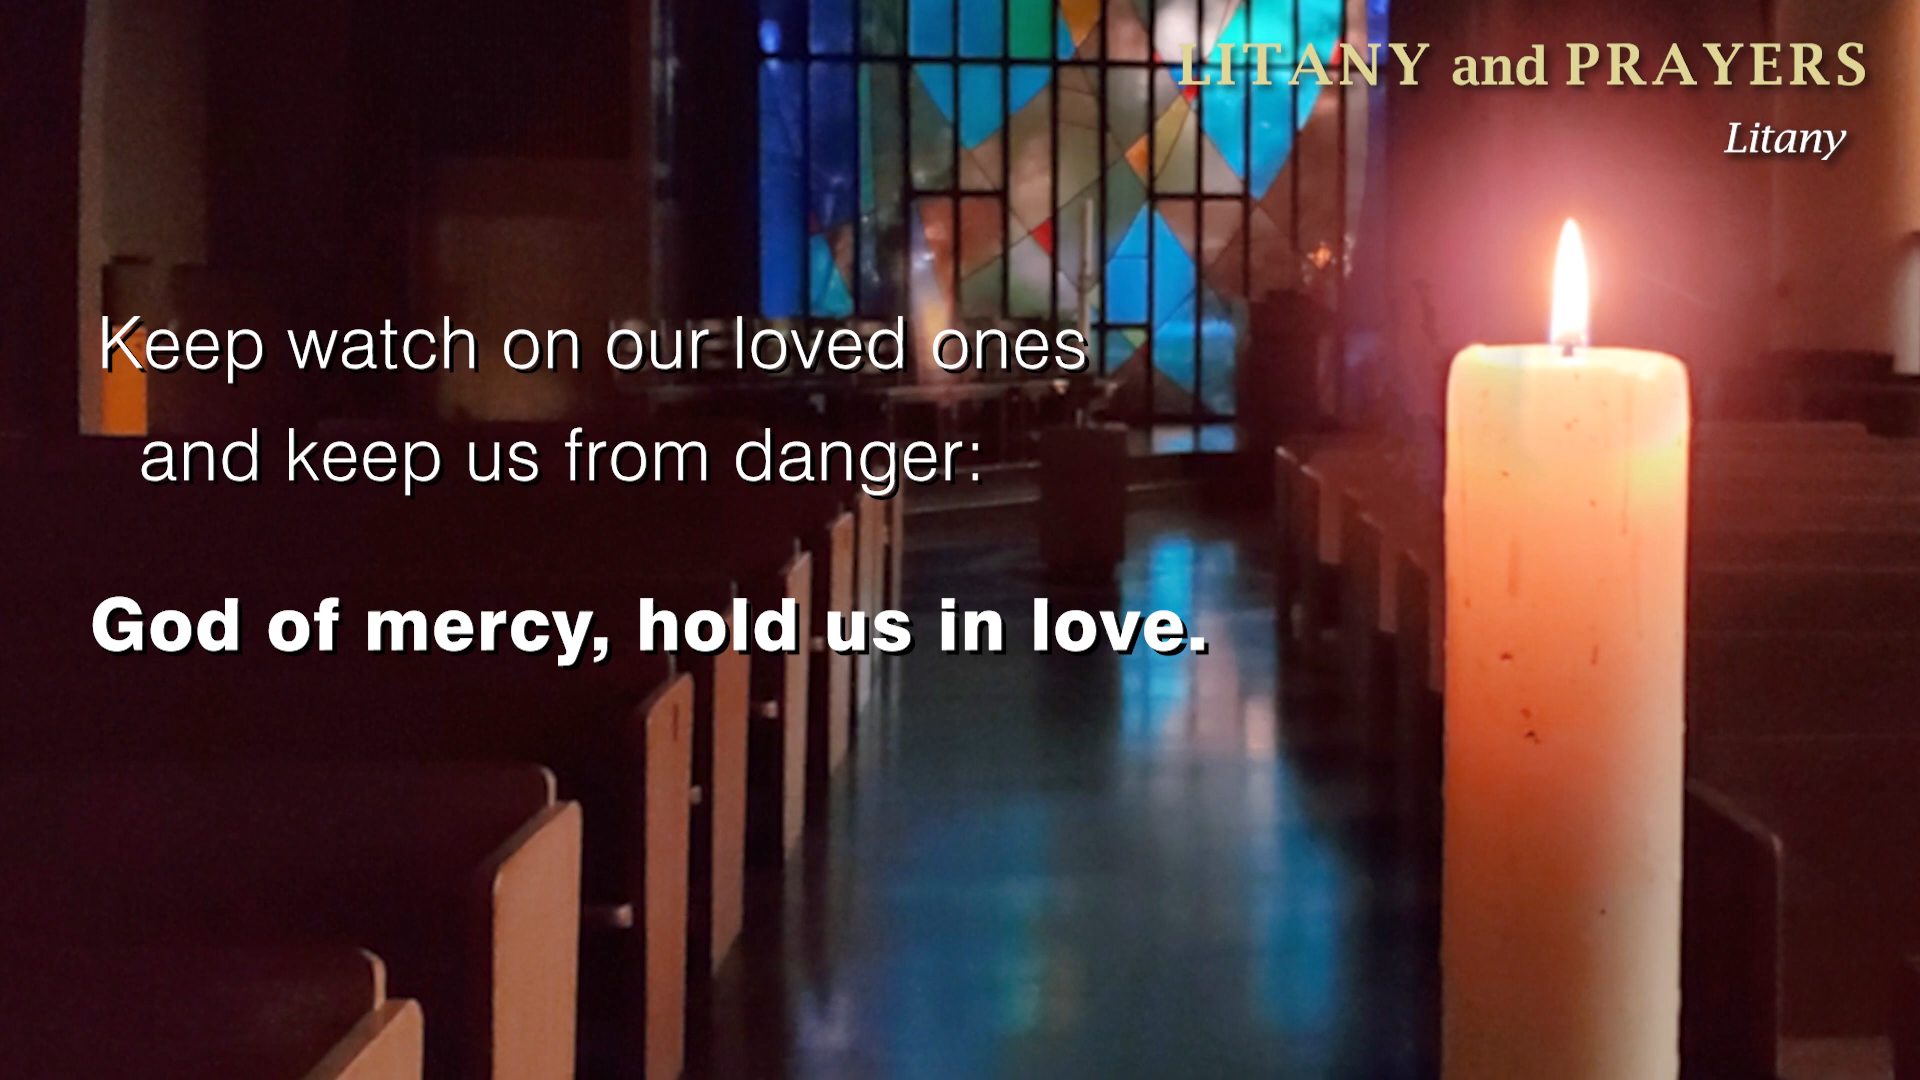 LITANY and PRAYERS
Litany
Keep watch on our loved ones
and keep us from danger:
God of mercy, hold us in love.